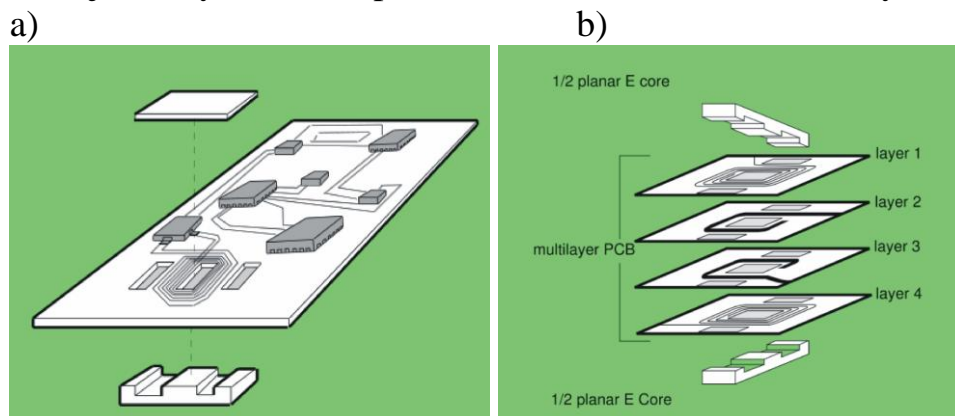 a)
b)
1/2 planar E core
layer 1
layer 2
multilayer PCB
layer 3
layer 4
1/2 planar E Core